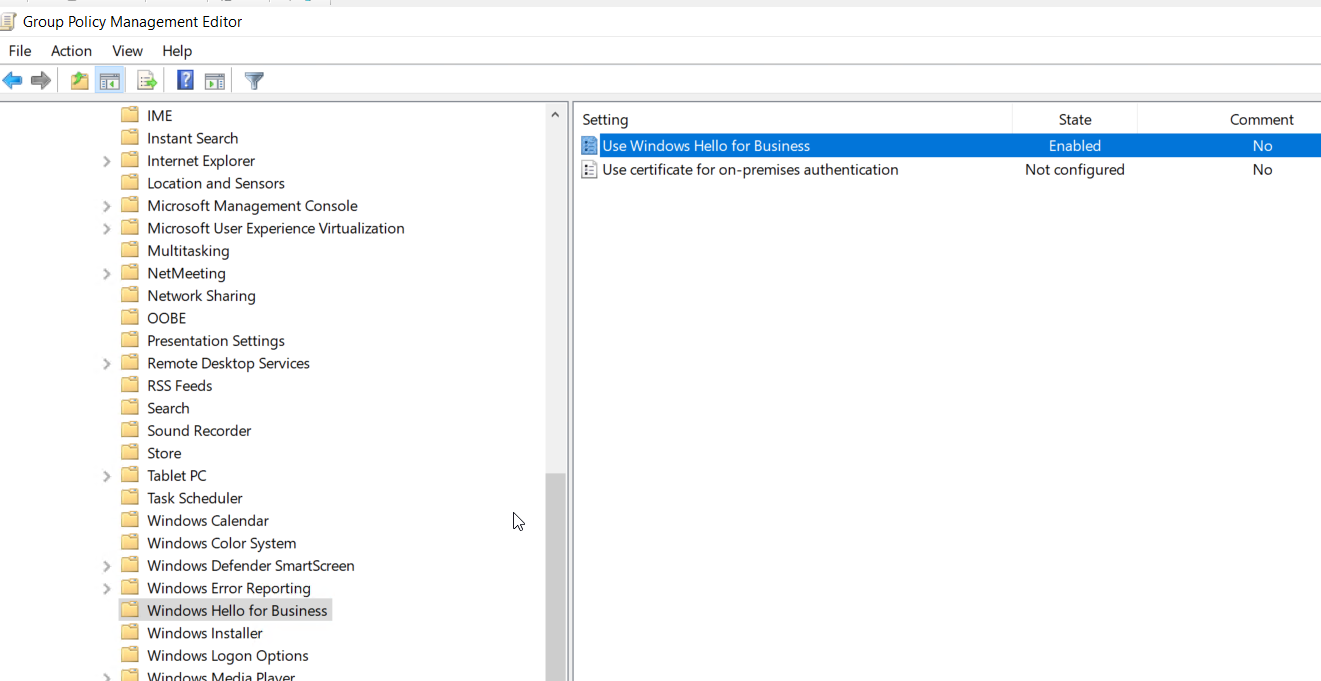 Group Policy Management Editor
File Action View Help
IME
Instant Search
Internet Explorer
Location and Sensors
Microsoft Management Console
Microsoft User Experience Virtualization
Multitasking
NetMeeting
Network Sharing
OOBE
Presentation Settings
Remote Desktop Services
RSS Feeds
Search
Sound Recorder
Store
Tablet PC
Task Scheduler
Windows Calendar
Windows Color System
Windows Defender SmartScreen
Windows Error Reporting
Windows Hello for Business
Windows Installer
Windows Logon Options
Windows Media Player
Setting State Comment
Use Windows Hello for Business Enabled No
Use certificate for on-premises authentication Not configured No